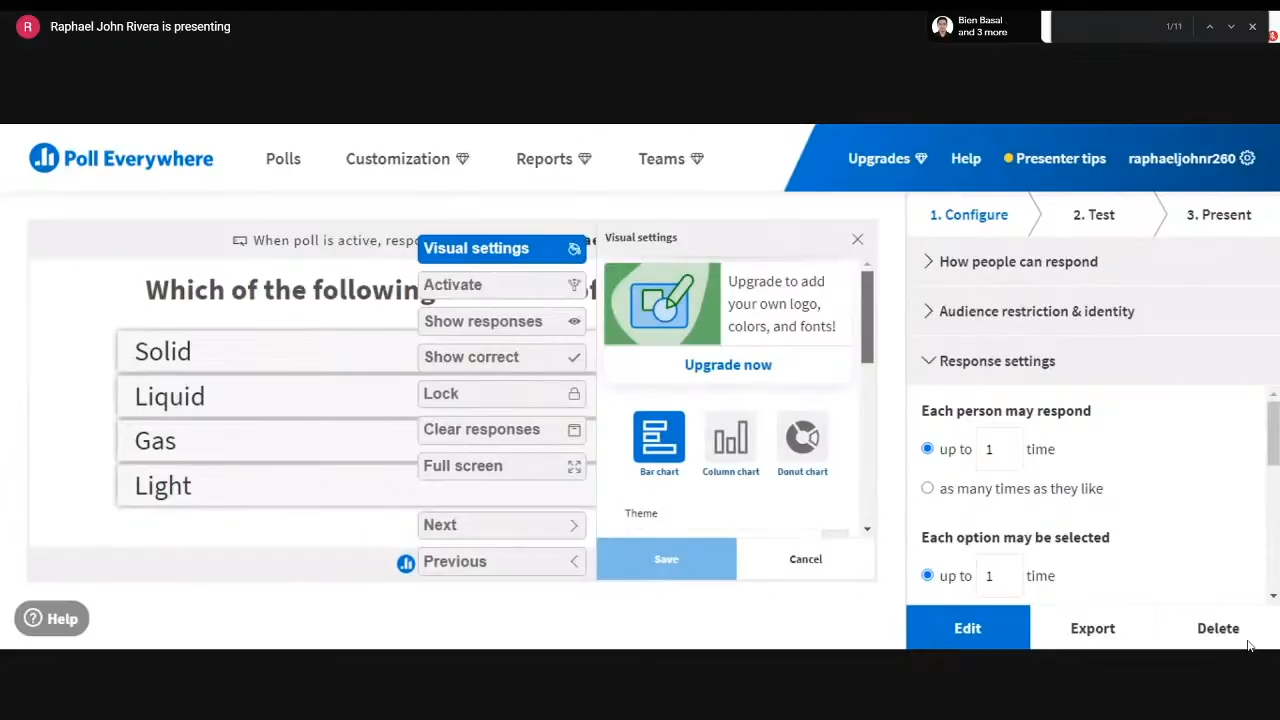 R
Raphael John Rivera is presenting
Bien Basal
and 3 more
1/11
Poll Everywhere
Polls
Customization
Reports
Teams
Upgrades
Help
Presenter tips
raphaeljohnr260
When poll is active, respo
Which of the following
Solid
Liquid
Gas
Light
Visual settings
Activate
Show responses
Show correct
Lock
Clear responses
Full screen
Next
Previous
Visual settings
Upgrade to add
your own logo,
colors, and fonts!
Upgrade now
Bar chart
Column chart
Donut chart
Theme
Save
Cancel
1. Configure
2. Test
3. Present
How people can respond
Audience restriction & identity
Response settings
Each person may respond
up to 1 time
as many times as they like
Each option may be selected
up to 1 time
Edit
Export
Delete
Help